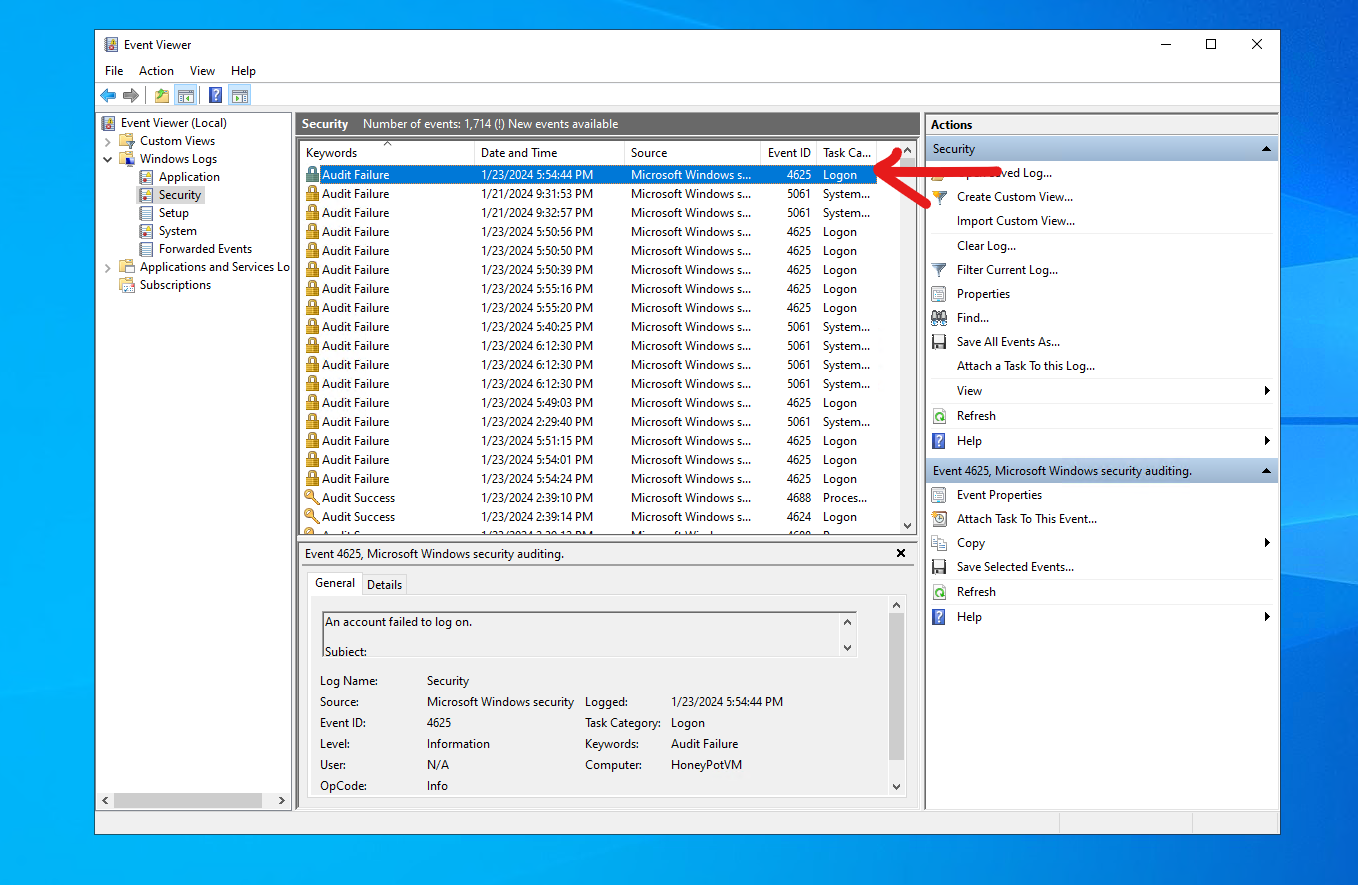 Event Viewer
File Action View Help
Event Viewer (Local)
Custom Views
Windows Logs
Application
Security
Setup
System
Forwarded Events
Applications and Services Lo
Subscriptions
Security Number of events: 1,714 (!) New events available
Keywords Date and Time Source Event ID Task Ca...
Audit Failure 1/23/2024 5:54:44 PM Microsoft Windows s... 4625 Logon
Audit Failure 1/21/2024 9:31:53 PM Microsoft Windows s... 5061 System...
Audit Failure 1/21/2024 9:32:57 PM Microsoft Windows s... 5061 System...
Audit Failure 1/23/2024 5:50:56 PM Microsoft Windows s... 4625 Logon
Audit Failure 1/23/2024 5:50:50 PM Microsoft Windows s... 4625 Logon
Audit Failure 1/23/2024 5:50:39 PM Microsoft Windows s... 4625 Logon
Audit Failure 1/23/2024 5:55:16 PM Microsoft Windows s... 4625 Logon
Audit Failure 1/23/2024 5:55:20 PM Microsoft Windows s... 4625 Logon
Audit Failure 1/23/2024 5:40:25 PM Microsoft Windows s... 5061 System...
Audit Failure 1/23/2024 6:12:30 PM Microsoft Windows s... 5061 System...
Audit Failure 1/23/2024 6:12:30 PM Microsoft Windows s... 5061 System...
Audit Failure 1/23/2024 6:12:30 PM Microsoft Windows s... 5061 System...
Audit Failure 1/23/2024 5:49:03 PM Microsoft Windows s... 4625 Logon
Audit Failure 1/23/2024 2:29:40 PM Microsoft Windows s... 5061 System...
Audit Failure 1/23/2024 5:51:15 PM Microsoft Windows s... 4625 Logon
Audit Failure 1/23/2024 5:54:01 PM Microsoft Windows s... 4625 Logon
Audit Failure 1/23/2024 5:54:24 PM Microsoft Windows s... 4625 Logon
Audit Success 1/23/2024 2:39:10 PM Microsoft Windows s... 4688 Proces...
Audit Success 1/23/2024 2:39:14 PM Microsoft Windows s... 4624 Logon
Event 4625, Microsoft Windows security auditing.
General Details
An account failed to log on.
Subject:
Log Name: Security
Source: Microsoft Windows security Logged: 1/23/2024 5:54:44 PM
Event ID: 4625 Task Category: Logon
Level: Information Keywords: Audit Failure
User: N/A Computer: HoneyPotVM
OpCode: Info
Actions
Security
Log...
Create Custom View...
Import Custom View...
Clear Log...
Filter Current Log...
Properties
Find...
Save All Events As...
Attach a Task To this Log...
View
Refresh
Help
Event 4625, Microsoft Windows security auditing.
Event Properties
Attach Task To This Event...
Copy
Save Selected Events...
Refresh
Help